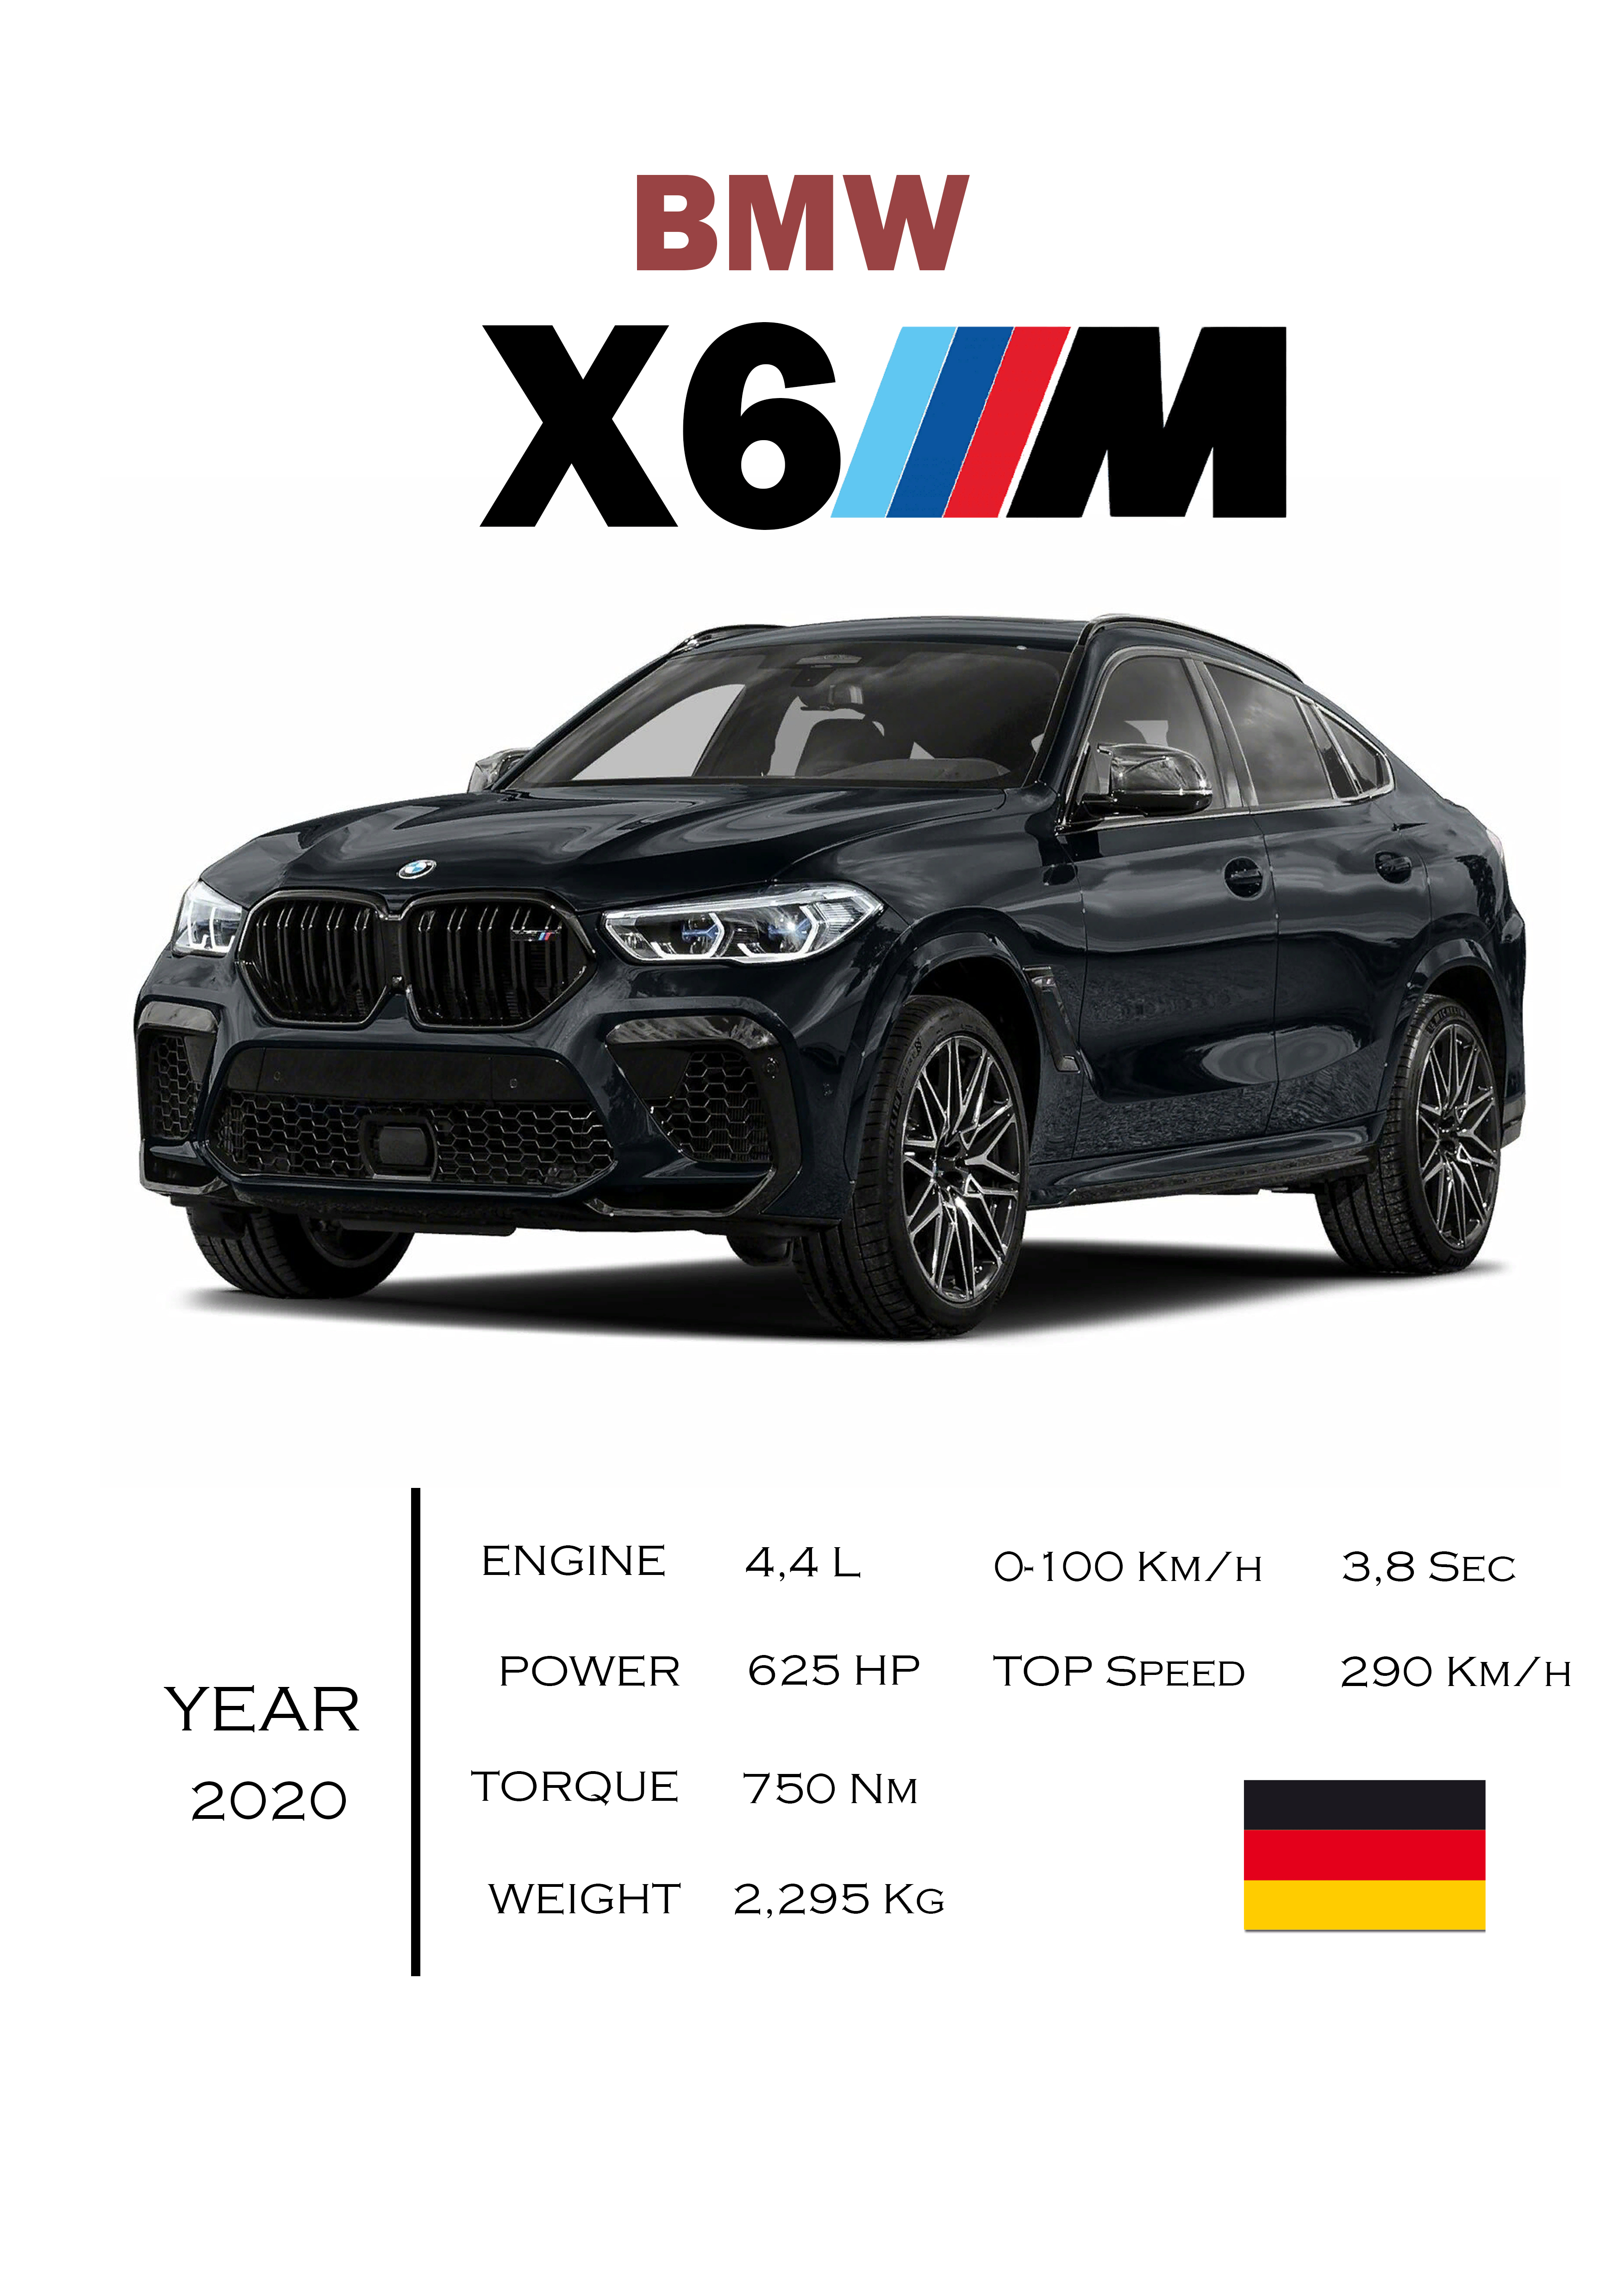 BMW
X6 M
ENGINE 4,4 L 0-100 Km/h 3,8 Sec
POWER 625 HP TOP Speed 290 Km/h
YEAR
2020
TORQUE 750 Nm
WEIGHT 2,295 Kg